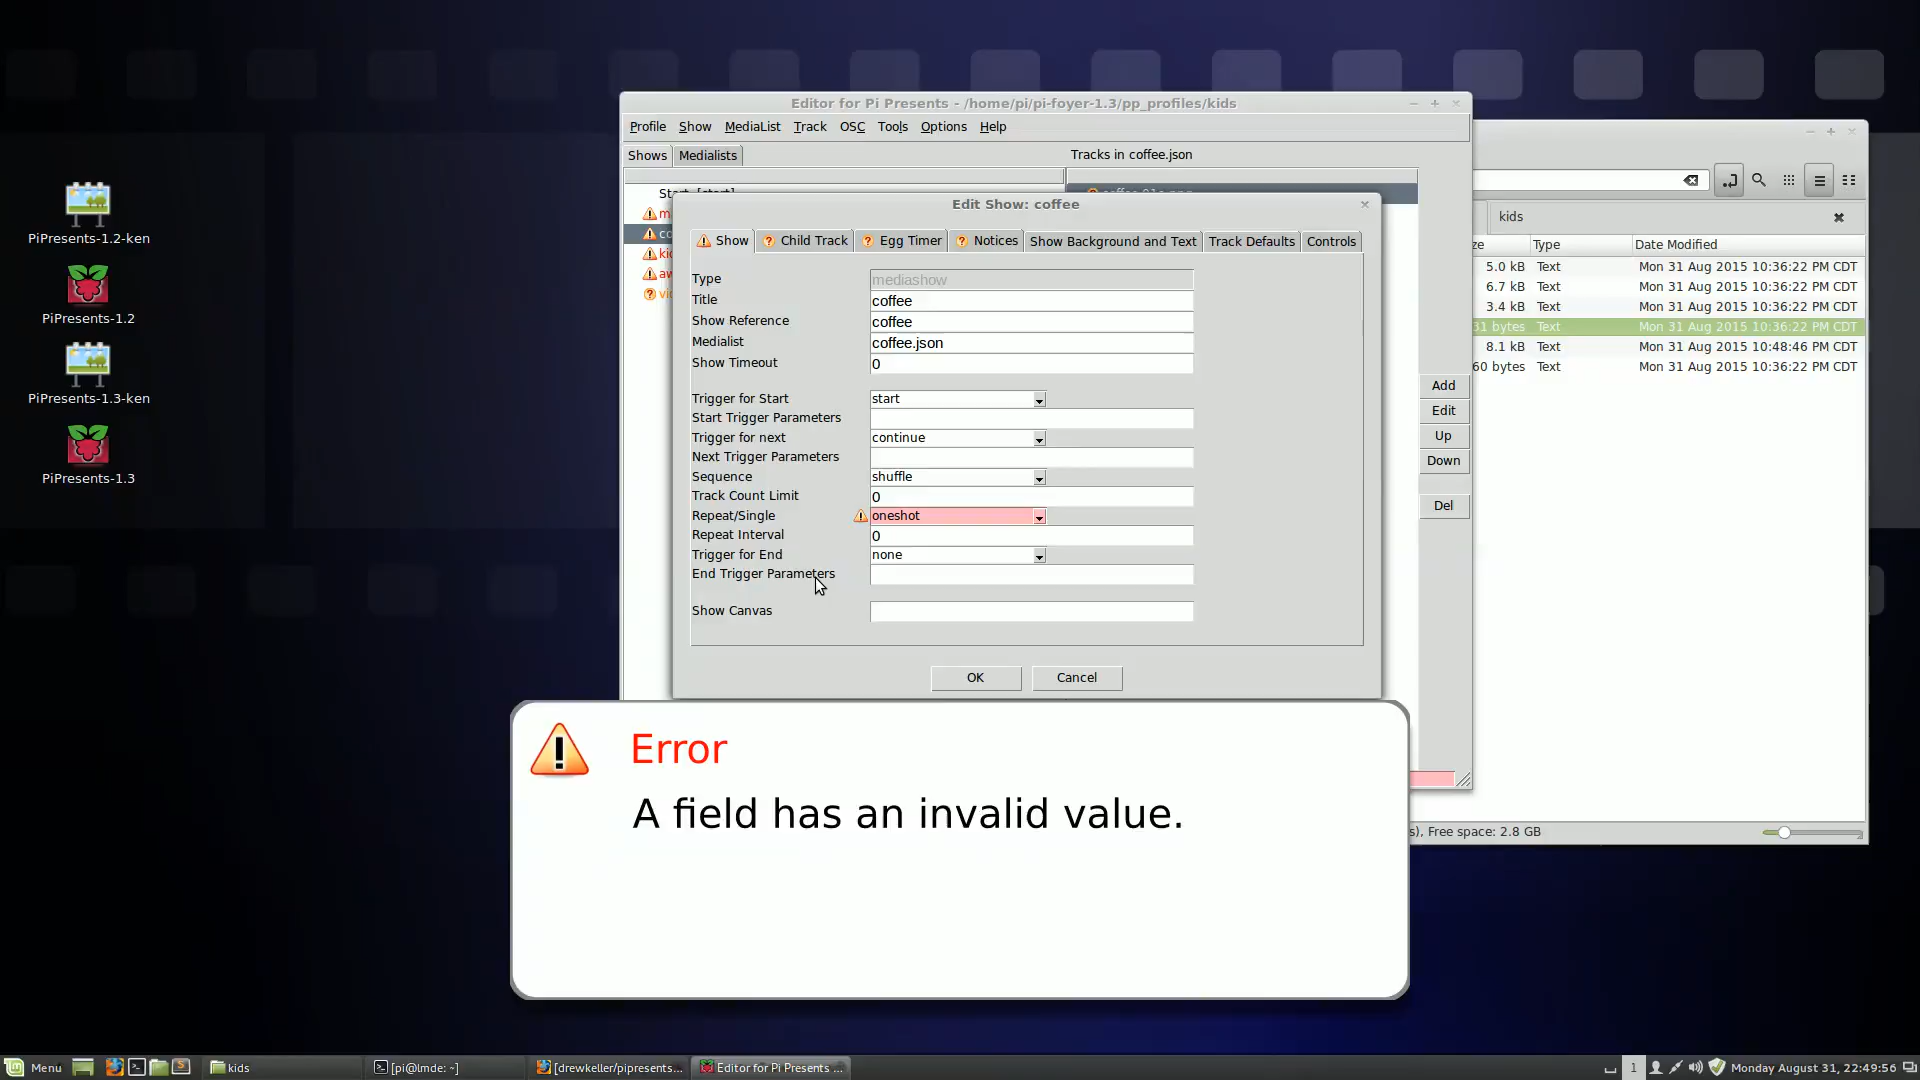 PiPresents-1.2-ken
PiPresents-1.2
PiPresents-1.3-ken
PiPresents-1.3
Editor for Pi Presents - /home/pi/pi-foyer-1.3/pp_profiles/kids
Profile Show MediaList Track OSC Tools Options Help
Shows Medialists
Tracks in coffee.json
Edit Show: coffee
Show Child Track Egg Timer Notices Show Background and Text Track Defaults Controls
Type mediashow
Title coffee
Show Reference coffee
Medialist coffee.json
Show Timeout 0
Trigger for Start start
Start Trigger Parameters
Trigger for next continue
Next Trigger Parameters
Sequence shuffle
Track Count Limit 0
Repeat/Single oneshot
Repeat Interval 0
Trigger for End none
End Trigger Parameters
Show Canvas
OK Cancel
Add
Edit
Up
Down
Del
kids
ze Type Date Modified
5.0 kB Text Mon 31 Aug 2015 10:36:22 PM CDT
6.7 kB Text Mon 31 Aug 2015 10:36:22 PM CDT
3.4 kB Text Mon 31 Aug 2015 10:36:22 PM CDT
31 bytes Text Mon 31 Aug 2015 10:36:22 PM CDT
8.1 kB Text Mon 31 Aug 2015 10:48:46 PM CDT
60 bytes Text Mon 31 Aug 2015 10:36:22 PM CDT
s), Free space: 2.8 GB
Error
A field has an invalid value.
Menu kids [pi@lmde: ~] [drewkeller/pipresents... Editor for Pi Presents ... 1 Monday August 31, 22:49:56